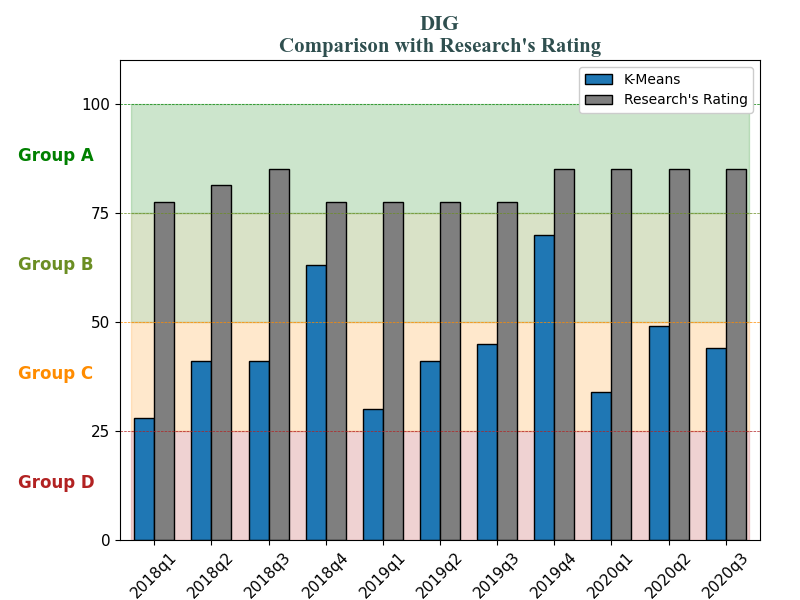 DIG
Comparison with Research's Rating
K-Means
Research's Rating
100
Group A
75
Group B
50
Group C
25
Group D
0
2018q1 2018q2 2018q3 2018q4 2019q1 2019q2 2019q3 2019q4 2020q1 2020q2 2020q3